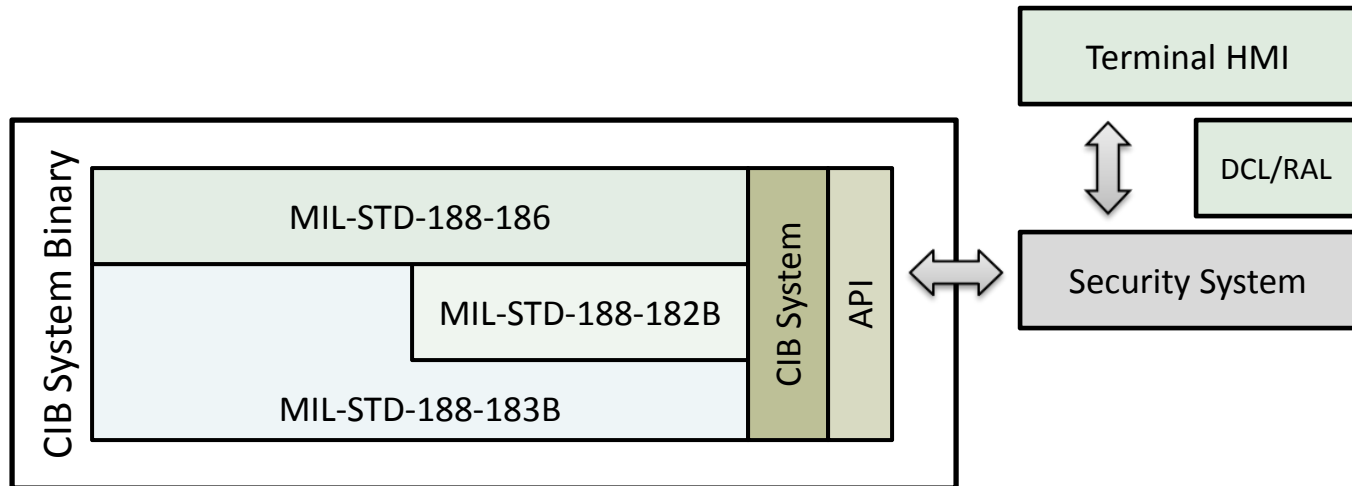 Terminal HMI
DCL/RAL
Security System
CIB System Binary
MIL-STD-188-186
MIL-STD-188-182B
MIL-STD-188-183B
CIB System
API